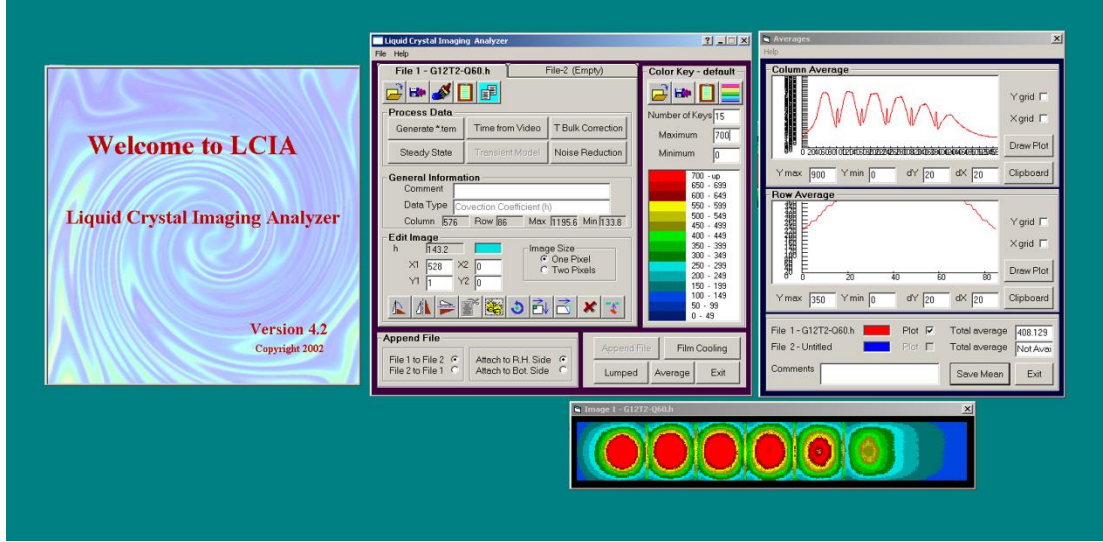 Welcome to LCIA
Liquid Crystal Imaging Analyzer
Version 4.2
Copyright 2002
Liquid Crystal Imaging Analyzer
File Help
File 1 - G12T2-Q60.h
File-2 (Empty)
Process Data
Generate *.tem
Time from Video
T Bulk Correction
Steady State
Transient Model
Noise Reduction
General Information
Comment
Data Type Covection Coefficient (h)
Column 576 Row 86 Max 1195.6 Min 133.8
Edit Image
h 143.2
X1 528 X2 0
Y1 1 Y2 0
Image Size
One Pixel
Two Pixels
Append File
File 1 to File 2
File 2 to File 1
Attach to R.H. Side
Attach to Bot. Side
Append File
Film Cooling
Lumped
Average
Exit
Color Key - default
Number of Keys 15
Maximum 700
Minimum 0
700 - up
650 - 699
600 - 649
550 - 599
500 - 549
450 - 499
400 - 449
350 - 399
300 - 349
250 - 299
200 - 249
150 - 199
100 - 149
50 - 99
0 - 49
Averages
Help
Column Average
Y grid
X grid
Draw Plot
Y max 900 Y min 0 dY 20 dX 20 Clipboard
Row Average
Y grid
X grid
Draw Plot
0 20 40 60 80
Y max 350 Y min 0 dY 20 dX 20 Clipboard
File 1 - G12T2-Q60.h Plot Total average 408.129
File 2 - Untitled Plot Total average Not Avai
Comments
Save Mean
Exit
Image 1 - G12T2-Q60.h